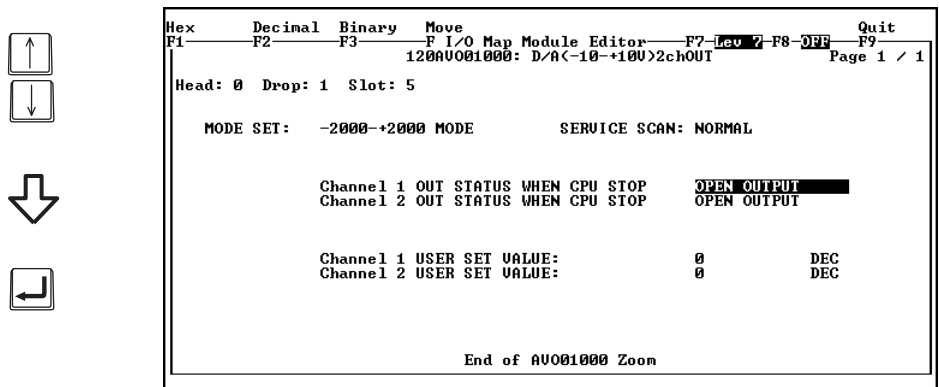 Hex Decimal Binary Move Quit
F1 F2 F3 F I/O Map Module Editor F7-Lev ?-F8-OFF F9
120AVO01000: D/A(-10-+10V)2chOUT Page 1 / 1
Head: 0 Drop: 1 Slot: 5
MODE SET: -2000-+2000 MODE SERVICE SCAN: NORMAL
Channel 1 OUT STATUS WHEN CPU STOP OPEN OUTPUT
Channel 2 OUT STATUS WHEN CPU STOP OPEN OUTPUT
Channel 1 USER SET VALUE: 0 DEC
Channel 2 USER SET VALUE: 0 DEC
End of AVO01000 Zoom